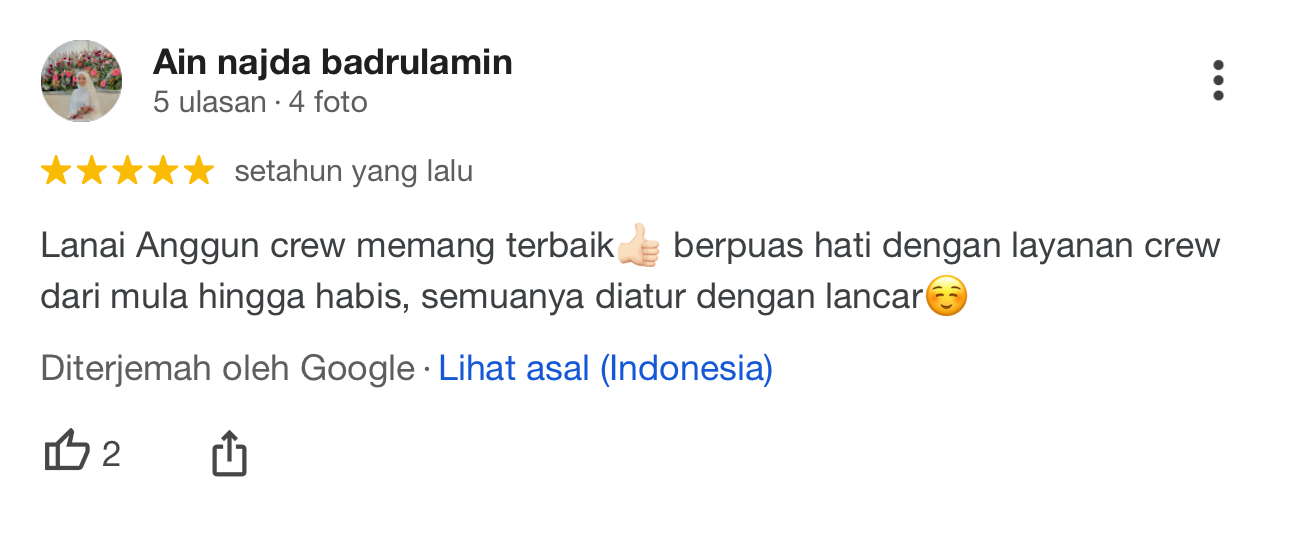 Ain najda badrulamin
5 ulasan · 4 foto
setahun yang lalu
Lanai Anggun crew memang terbaik👍🏻 berpuas hati dengan layanan crew
dari mula hingga habis, semuanya diatur dengan lancar☺️
Diterjemah oleh Google · Lihat asal (Indonesia)
2